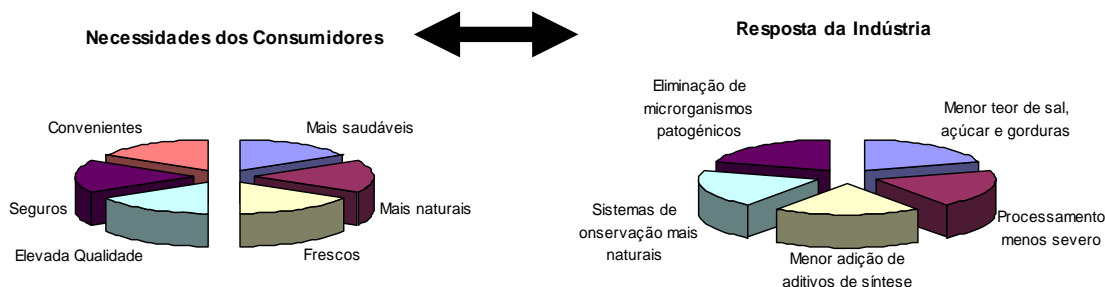 Necessidades dos Consumidores
Convenientes
Mais saudáveis
Seguros
Mais naturais
Elevada Qualidade
Frescos
Resposta da Indústria
Eliminação de
microrganismos
patogénicos
Menor teor de sal,
açúcar e gorduras
Sistemas de
onservação mais
naturais
Processamento
menos severo
Menor adição de
aditivos de síntese